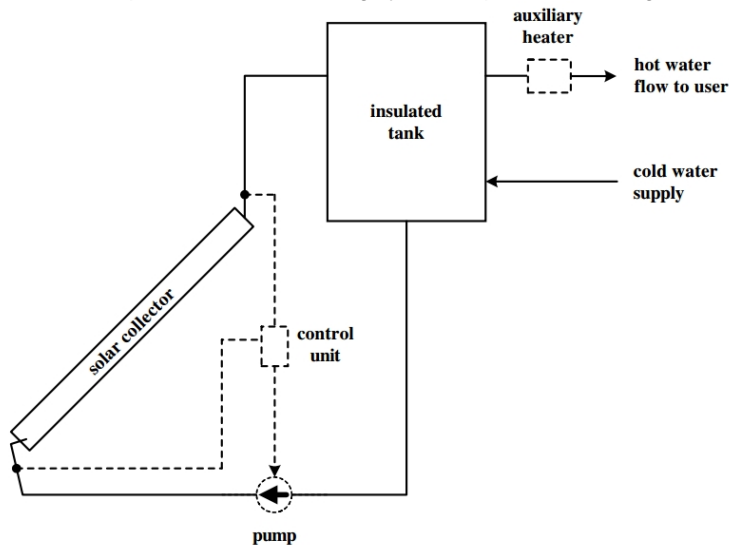 auxiliary
heater
hot water
flow to user
insulated
tank
cold water
supply
solar collector
control
unit
pump